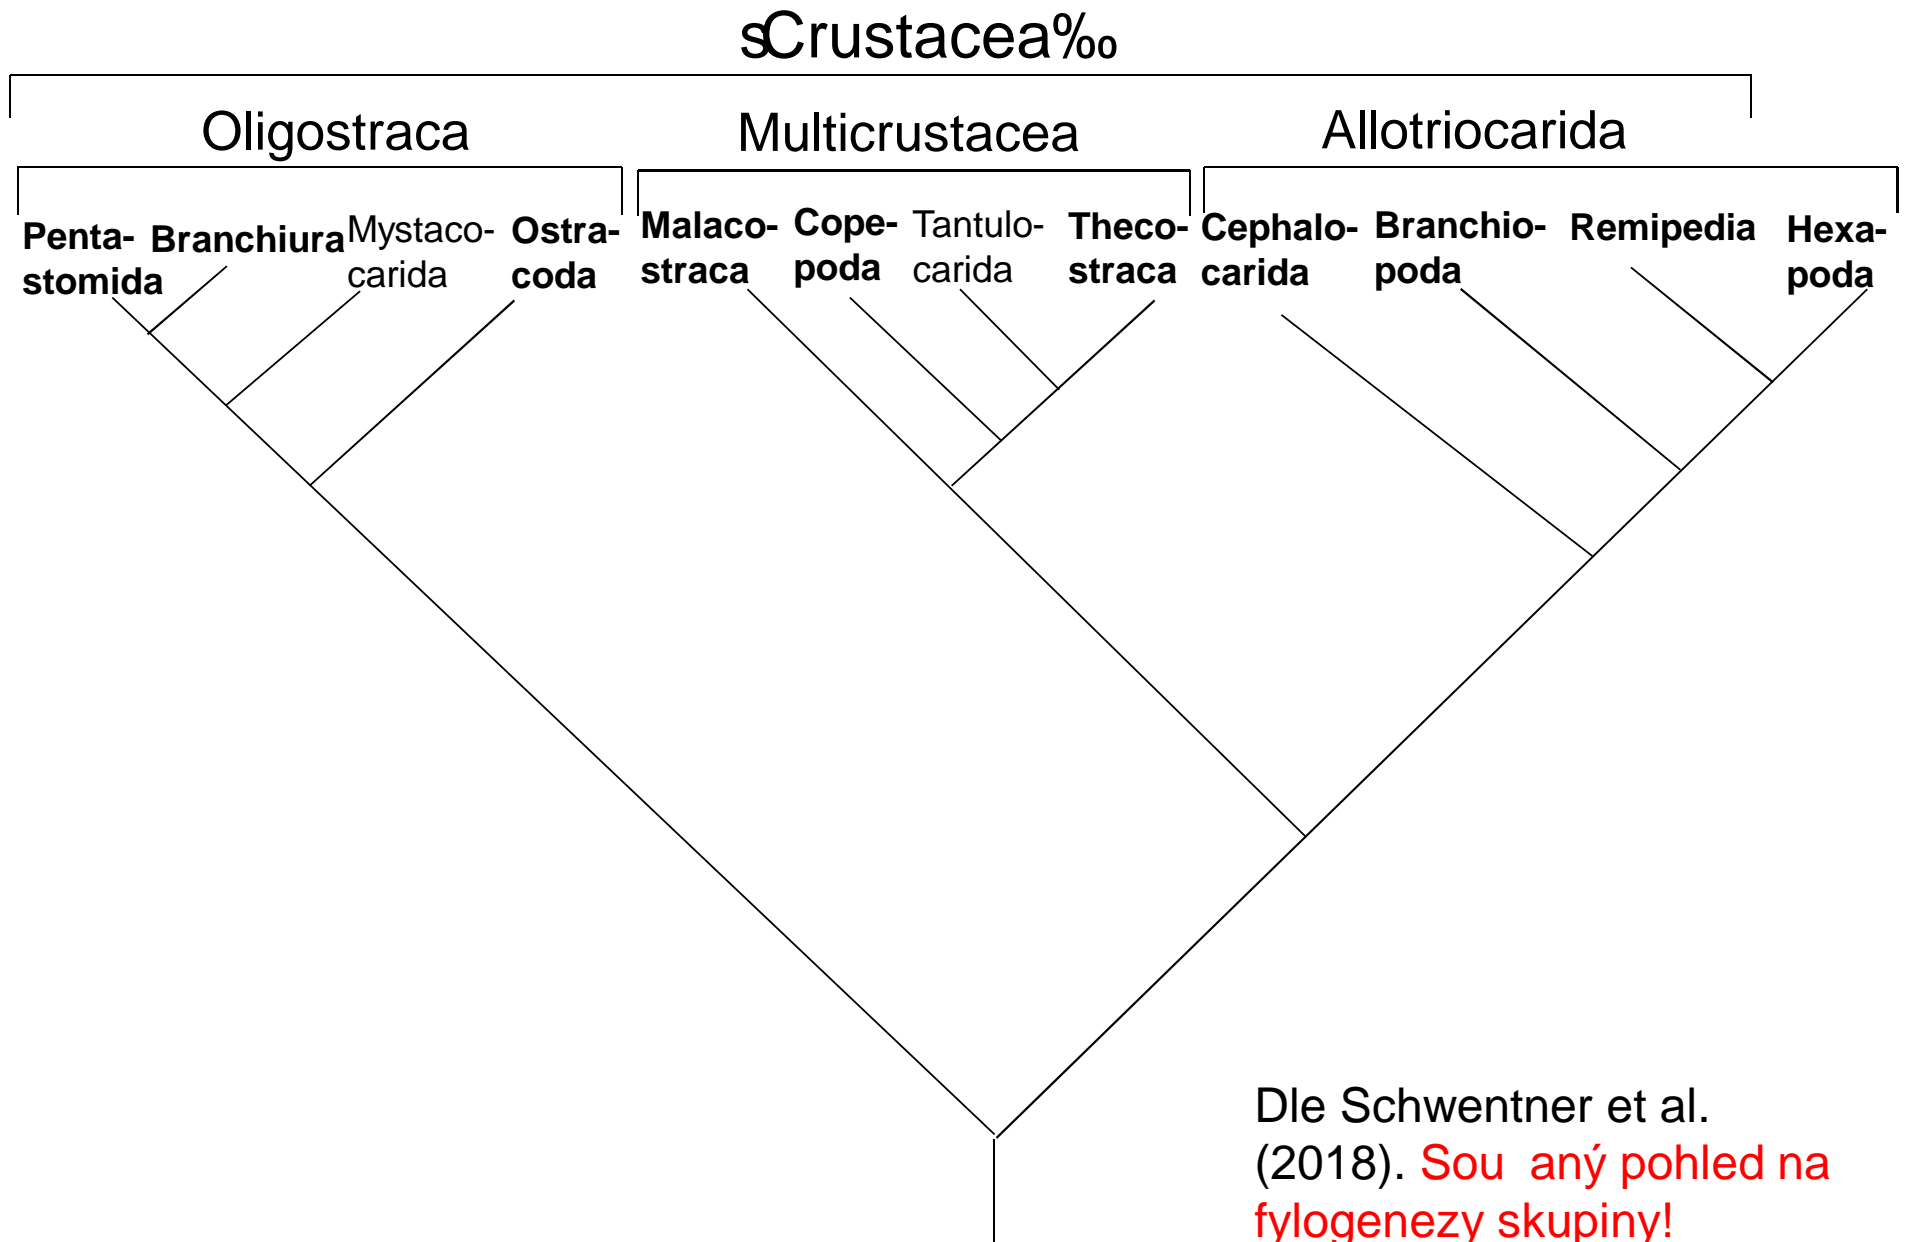 sCrustacea‰
Oligostraca
Multicrustacea
Allotriocarida
Penta-
stomida
Branchiura
Mystaco-
carida
Ostra-
coda
Malaco-
straca
Cope-
poda
Tantulo-
carida
Theco-
straca
Cephalo-
carida
Branchio-
poda
Remipedia
Hexa-
poda
Dle Schwentner et al.
(2018). Sou aný pohled na
fylogenezy skupiny!